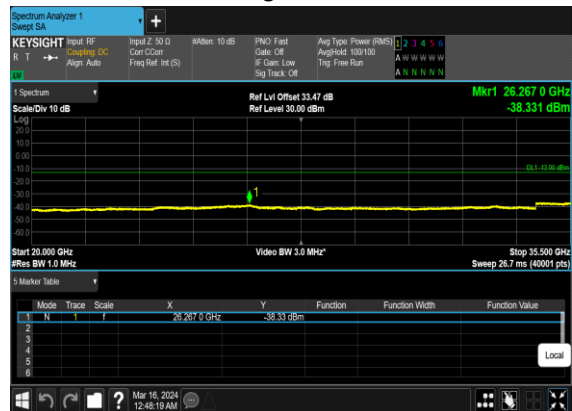 Spectrum Analyzer 1
Swept SA
+
KEYSIGHT Input: RF Input Z: 50 Ω #Atten: 10 dB PNO: Fast Avg Type: Power (RMS) 1 2 3 4 5 6
R T Coupling: DC Corr CCorr Gate: Off Avg|Hold: 100/100 A W W W W W
Align: Auto Freq Ref: Int (S) IF Gain: Low Trig: Free Run
LXI Sig Track: Off A N N N N N
1 Spectrum Ref Lvl Offset 33.47 dB Mkr1 26.267 0 GHz
Scale/Div 10 dB Ref Level 30.00 dBm -38.331 dBm
Log
20.0
10.0
0.00
-10.0
DL1 -13.00 dBm
-20.0
-30.0
1
-40.0
-50.0
-60.0
Start 20.000 GHz Video BW 3.0 MHz* Stop 35.500 GHz
#Res BW 1.0 MHz Sweep 26.7 ms (40001 pts)
5 Marker Table
Mode Trace Scale X Y Function Function Width Function Value
1 N 1 f 26.267 0 GHz -38.33 dBm
2
3
4
5
6
Local
? Mar 16, 2024
12:48:19 AM